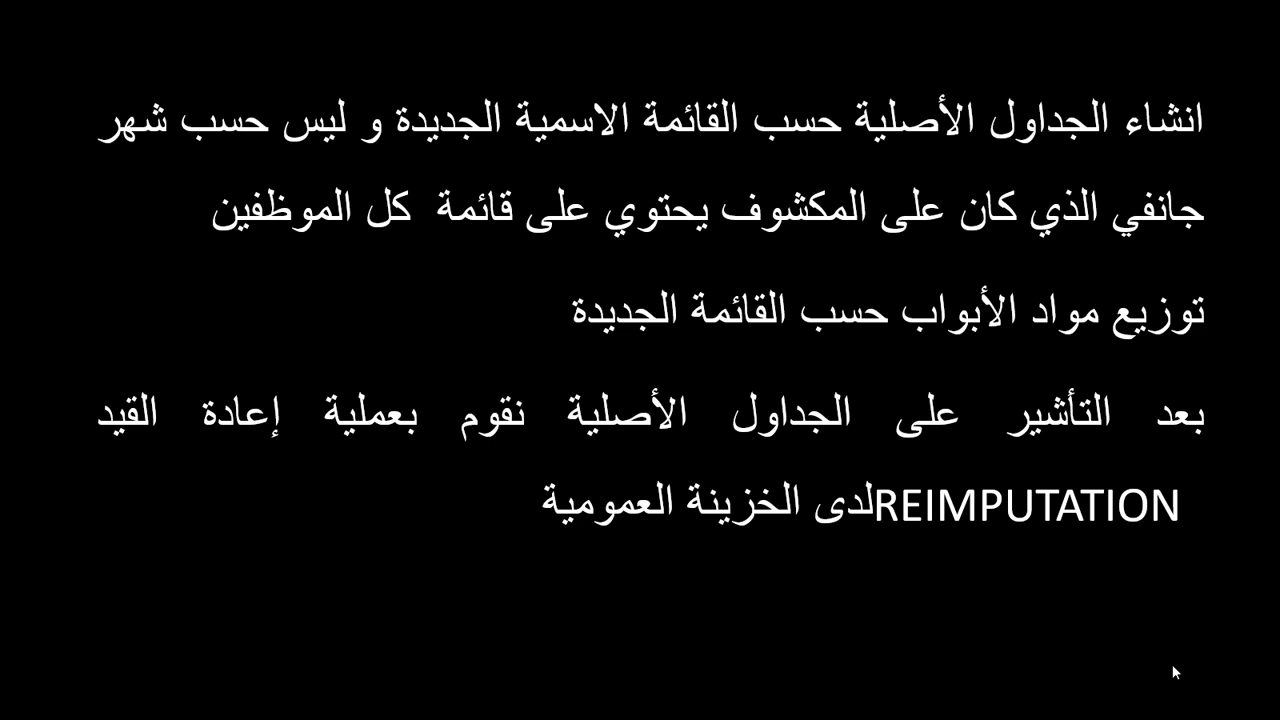 انشاء الجداول الأصلية حسب القائمة الاسمية الجديدة و ليس حسب شهر
جانفي الذي كان على المكشوف يحتوي على قائمة كل الموظفين
توزيع مواد الأبواب حسب القائمة الجديدة
بعد التأشير على الجداول الأصلية نقوم بعملية إعادة القيد
REIMPUTATIONلدى الخزينة العمومية